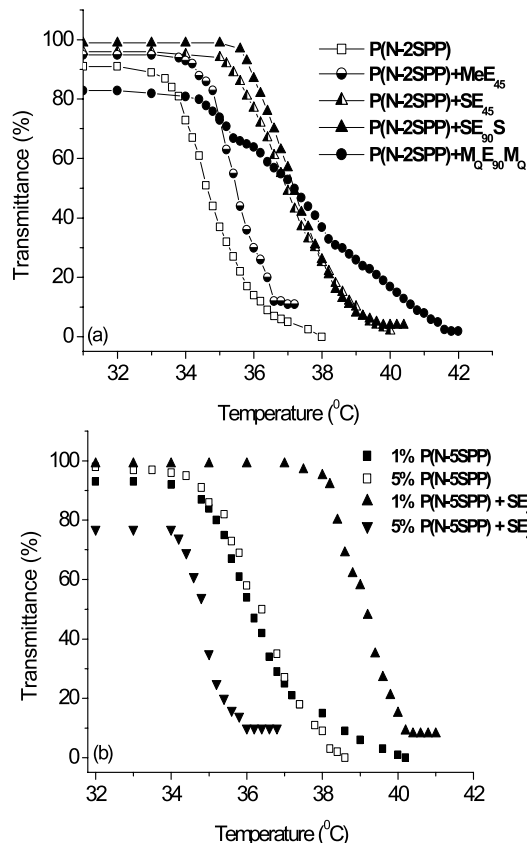 (a)
100
80
60
40
20
0
Transmittance (%)
P(N-2SPP)
P(N-2SPP)+MeE₄₅
P(N-2SPP)+SE₄₅
P(N-2SPP)+SE₉₀S
P(N-2SPP)+M_QE₉₀M_Q
32 34 36 38 40 42
Temperature (⁰C)
(b)
100
80
60
40
20
0
Transmittance (%)
1% P(N-5SPP)
5% P(N-5SPP)
1% P(N-5SPP) + SE
5% P(N-5SPP) + SE
32 34 36 38 40 42
Temperature (⁰C)